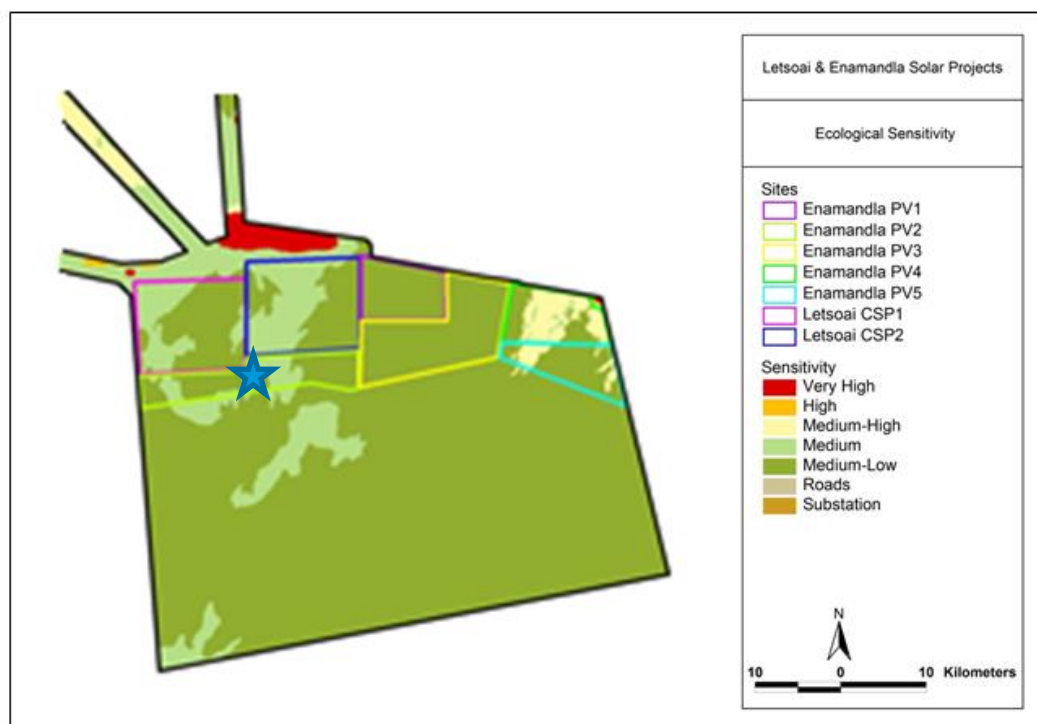 Letsoai & Enamandla Solar Projects
Ecological Sensitivity
Sites
Enamandla PV1
Enamandla PV2
Enamandla PV3
Enamandla PV4
Enamandla PV5
Letsoai CSP1
Letsoai CSP2
Sensitivity
Very High
High
Medium-High
Medium
Medium-Low
Roads
Substation
N
10 0 10 Kilometers